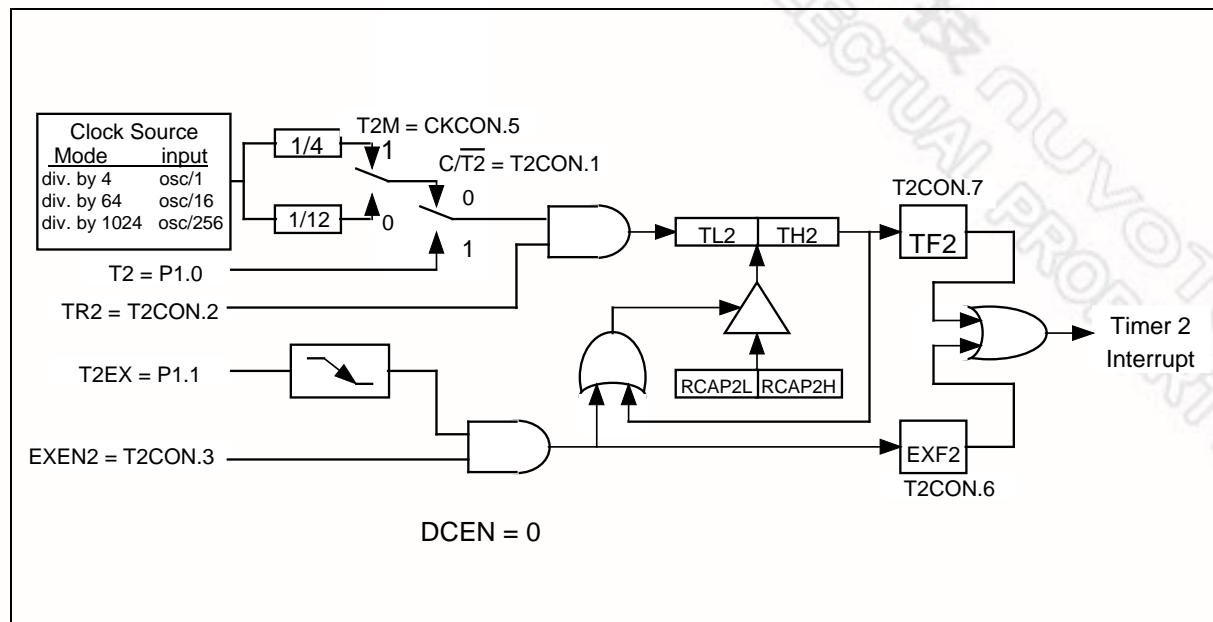 Clock Source
Mode input
div. by 4 osc/1
div. by 64 osc/16
div. by 1024 osc/256
1/4
1/12
T2M = CKCON.5
1
0
C/T2 = T2CON.1
0
1
T2 = P1.0
TR2 = T2CON.2
T2EX = P1.1
EXEN2 = T2CON.3
TL2 TH2
RCAP2L RCAP2H
T2CON.7
TF2
EXF2
T2CON.6
Timer 2
Interrupt
DCEN = 0
技 nuvoT